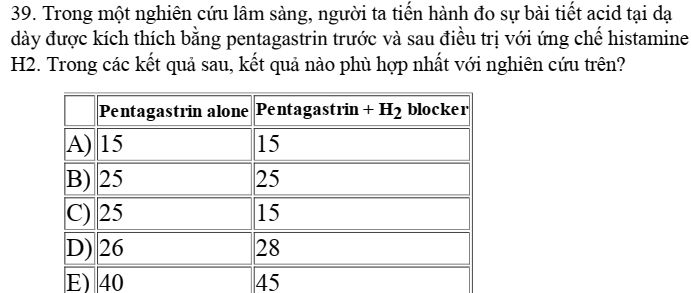 39. Trong một nghiên cứu lâm sàng, người ta tiến hành đo sự bài tiết acid tại dạ
dày được kích thích bằng pentagastrin trước và sau điều trị với ứng chế histamine
H2. Trong các kết quả sau, kết quả nào phù hợp nhất với nghiên cứu trên?
Pentagastrin alone Pentagastrin + H2 blocker
A) 15 15
B) 25 25
C) 25 15
D) 26 28
E) 40 45